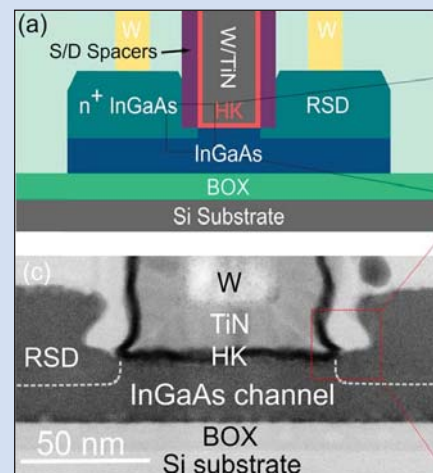 (a)
W
W
S/D Spacers
W/TiN
n+ InGaAs
HK
RSD
InGaAs
BOX
Si Substrate
(c)
W
TiN
RSD
HK
InGaAs channel
50 nm
BOX
Si substrate